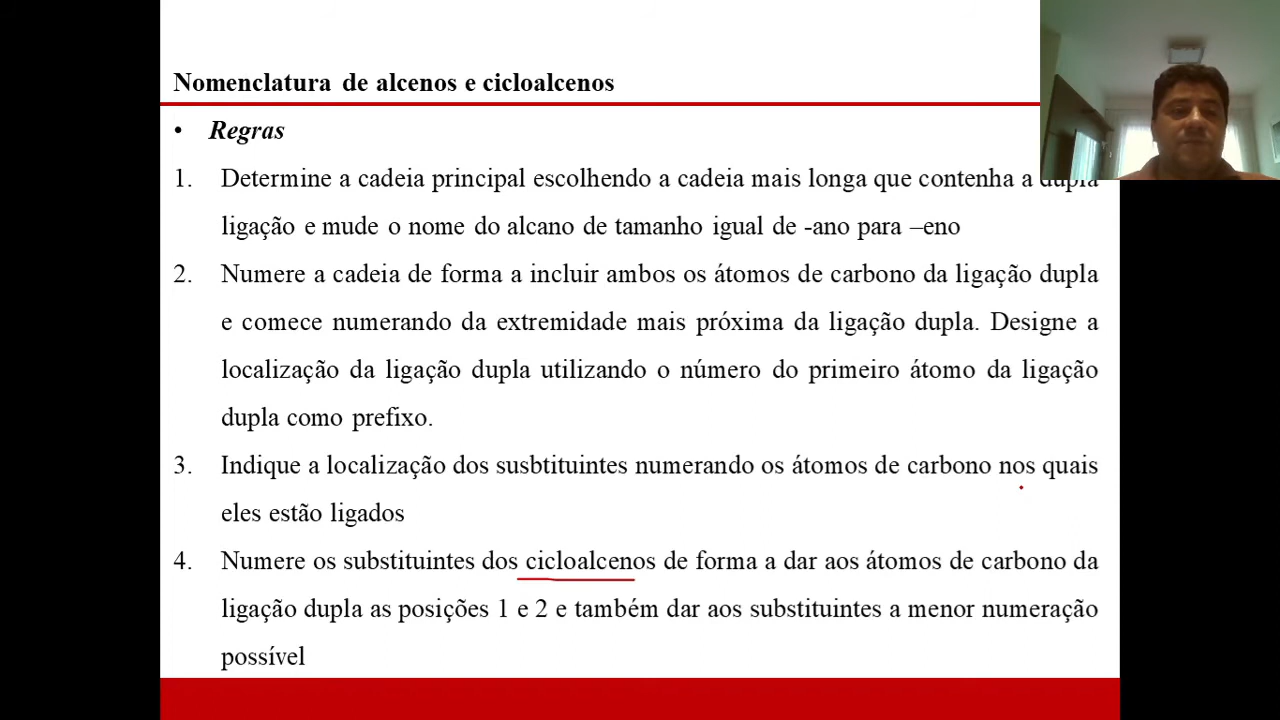 Nomenclatura de alcenos e cicloalcenos
• Regras
1. Determine a cadeia principal escolhendo a cadeia mais longa que contenha a dupla
ligação e mude o nome do alcano de tamanho igual de -ano para –eno
2. Numere a cadeia de forma a incluir ambos os átomos de carbono da ligação dupla
e comece numerando da extremidade mais próxima da ligação dupla. Designe a
localização da ligação dupla utilizando o número do primeiro átomo da ligação
dupla como prefixo.
3. Indique a localização dos susbtituintes numerando os átomos de carbono nos quais
eles estão ligados
4. Numere os substituintes dos cicloalcenos de forma a dar aos átomos de carbono da
ligação dupla as posições 1 e 2 e também dar aos substituintes a menor numeração
possível